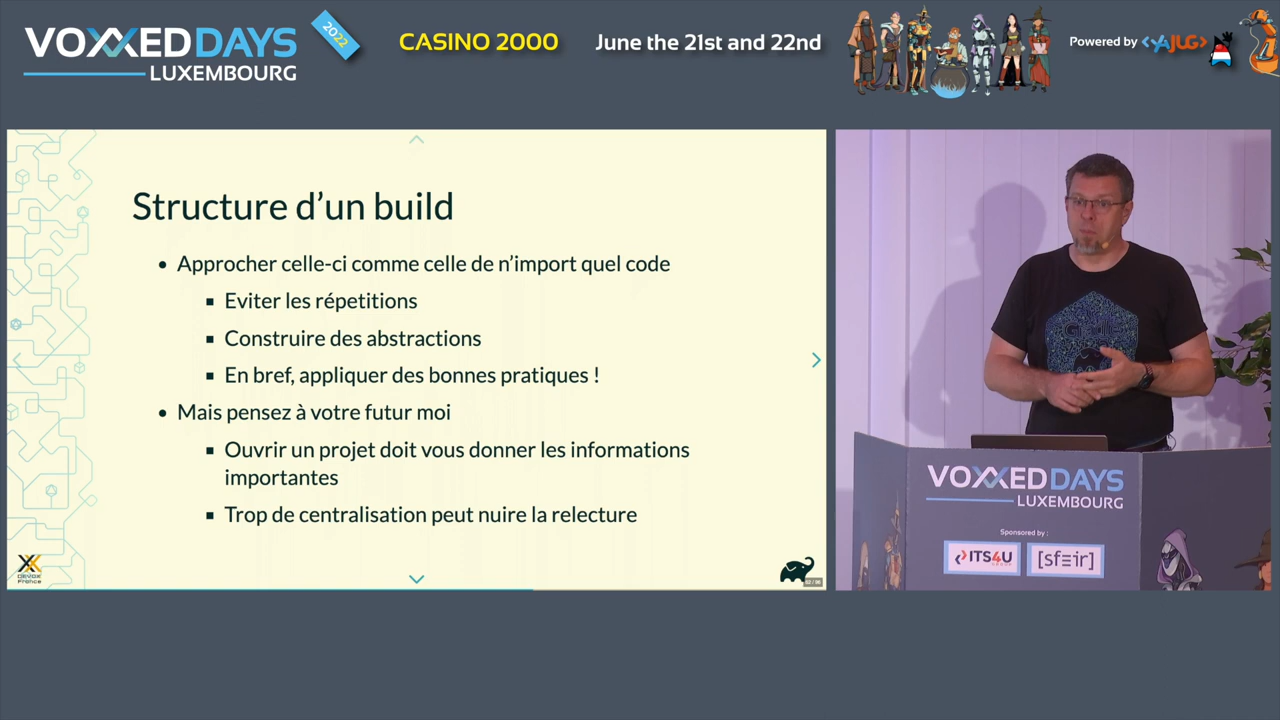 VOXXEDDAYS
LUXEMBOURG
2022
CASINO 2000
June the 21st and 22nd
Powered by <YAJUG>
Structure d’un build
Approcher celle-ci comme celle de n’import quel code
Eviter les répetitions
Construire des abstractions
En bref, appliquer des bonnes pratiques !
Mais pensez à votre futur moi
Ouvrir un projet doit vous donner les informations
importantes
Trop de centralisation peut nuire la relecture
DEVOXX
France
VOXXEDDAYS
LUXEMBOURG
Sponsored by :
ITS4U
[sfeir]